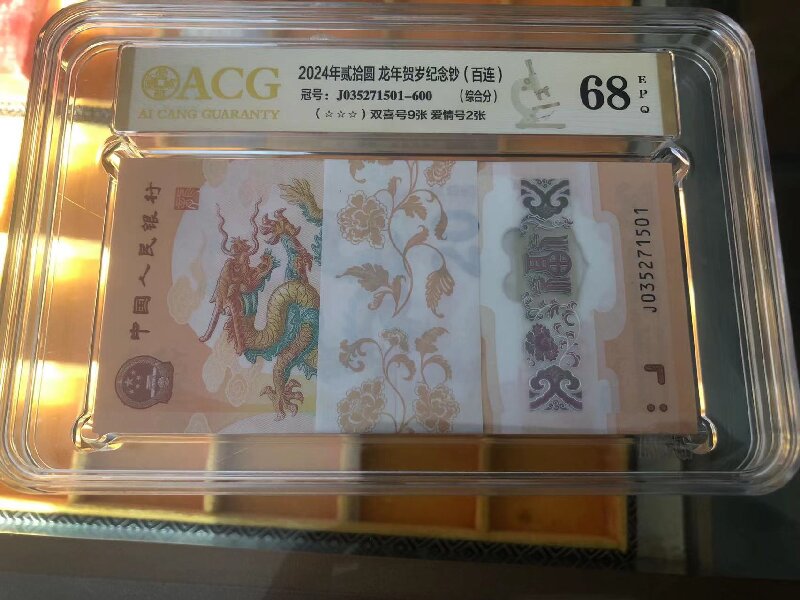 ACG
AI CANG GUARANTY
2024年贰拾圆 龙年贺岁纪念钞(百连)
冠号:J035271501-600 (综合分)
(☆☆☆)双喜号9张 爱情号2张
68
EPQ
中国人民银行
J035271501